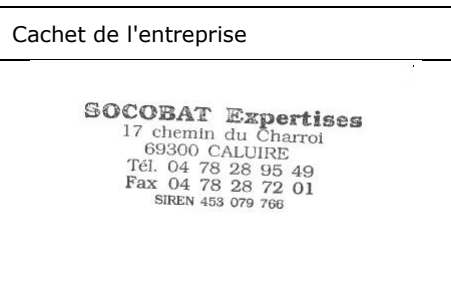 Cachet de l'entreprise
SOCOBAT Expertises
17 chemin du Charroi
69300 CALUIRE
Tél. 04 78 28 95 49
Fax 04 78 28 72 01
SIREN 453 079 766